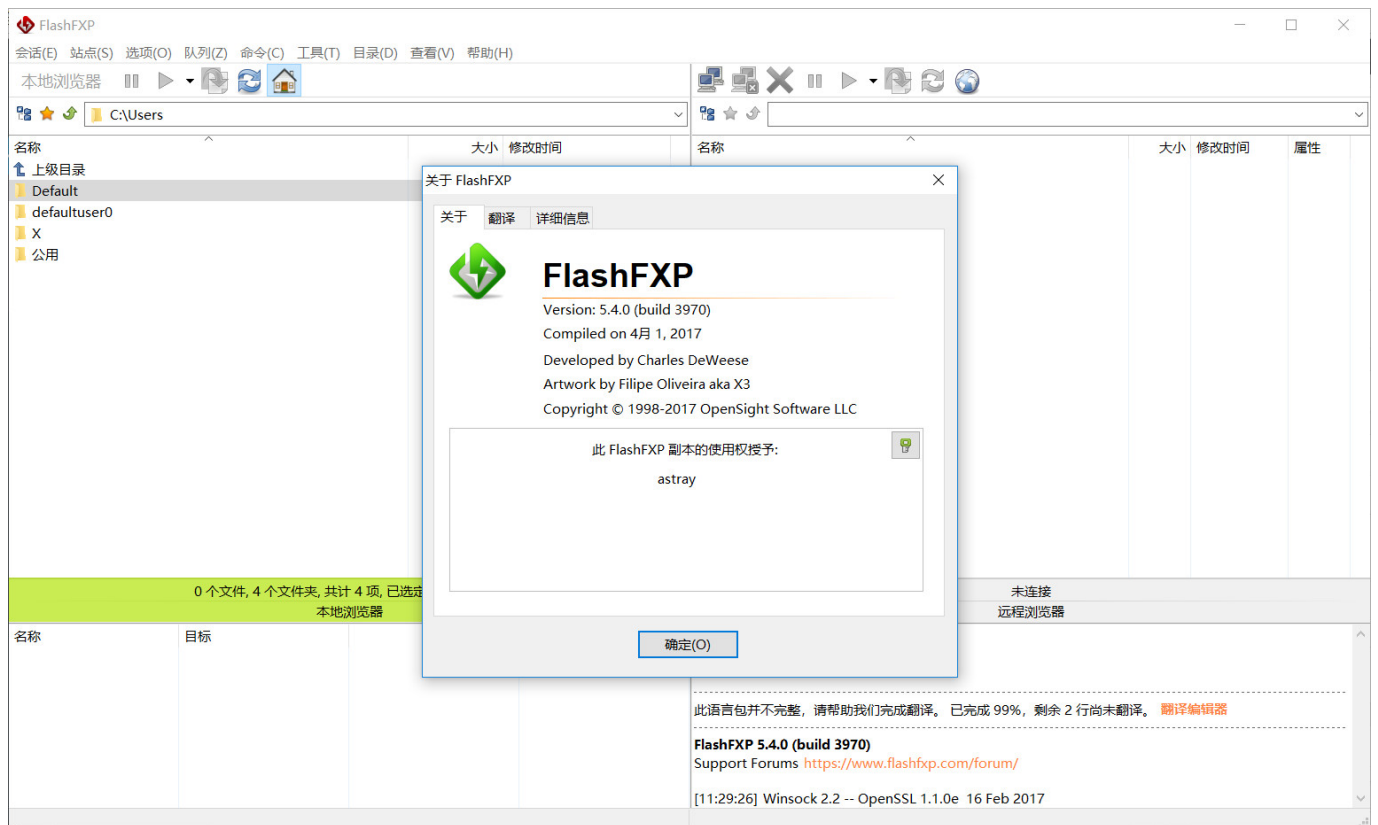 FlashFXP
会话(E) 站点(S) 选项(O) 队列(Z) 命令(C) 工具(T) 目录(D) 查看(V) 帮助(H)
本地浏览器
C:\Users
名称 大小 修改时间
上级目录
Default
defaultuser0
X
公用
名称 大小 修改时间 属性
关于 FlashFXP
关于 翻译 详细信息
FlashFXP
Version: 5.4.0 (build 3970)
Compiled on 4月 1, 2017
Developed by Charles DeWeese
Artwork by Filipe Oliveira aka X3
Copyright © 1998-2017 OpenSight Software LLC
此 FlashFXP 副本的使用权授予:
astray
确定(O)
0 个文件, 4 个文件夹, 共计 4 项, 已选定
本地浏览器
未连接
远程浏览器
名称 目标
此语言包并不完整，请帮助我们完成翻译。 已完成 99%，剩余 2 行尚未翻译。 翻译编辑器
FlashFXP 5.4.0 (build 3970)
Support Forums https://www.flashfxp.com/forum/
[11:29:26] Winsock 2.2 -- OpenSSL 1.1.0e 16 Feb 2017